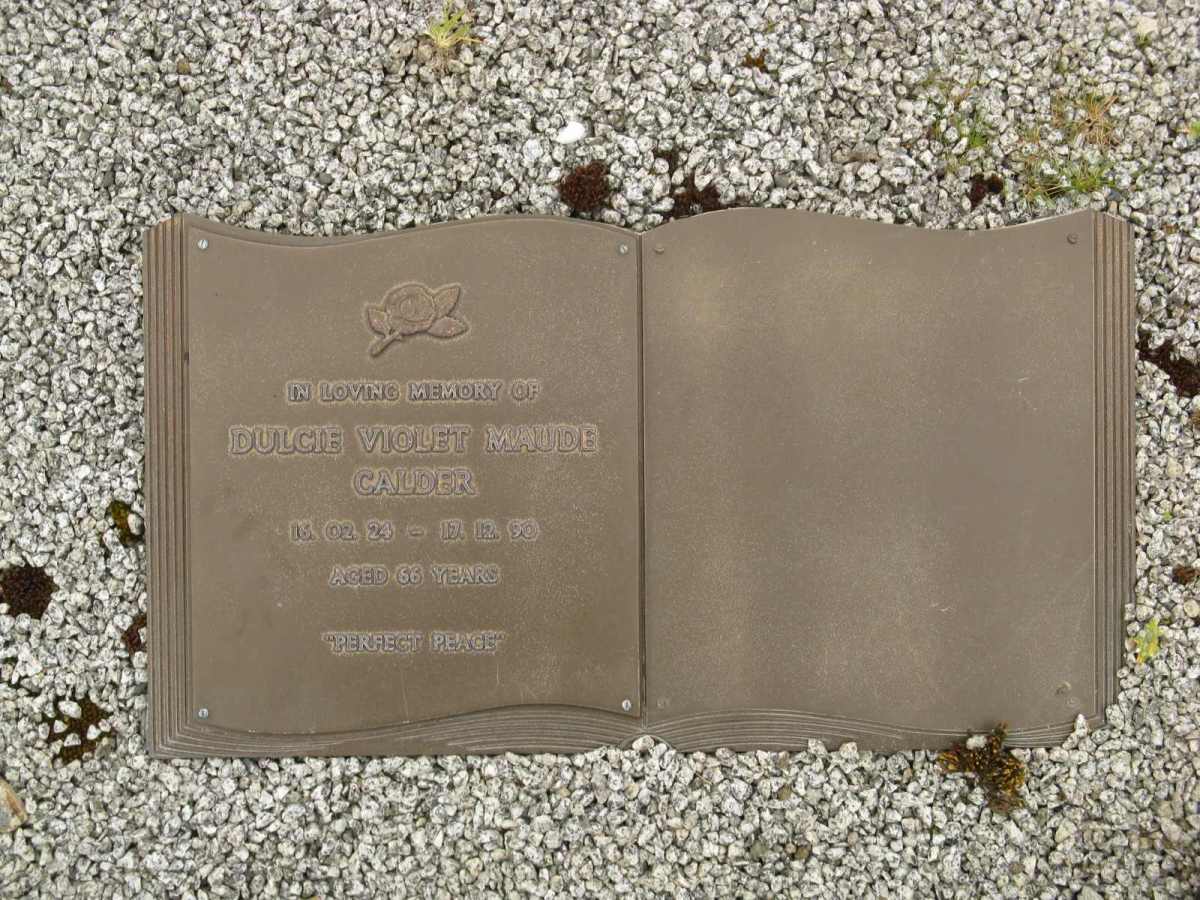 IN LOVING MEMORY OF
DULCIE VIOLET MAUDE
CALDER
16. 02. 24 – 17. 12. 90
AGED 66 YEARS
"PERFECT PEACE"